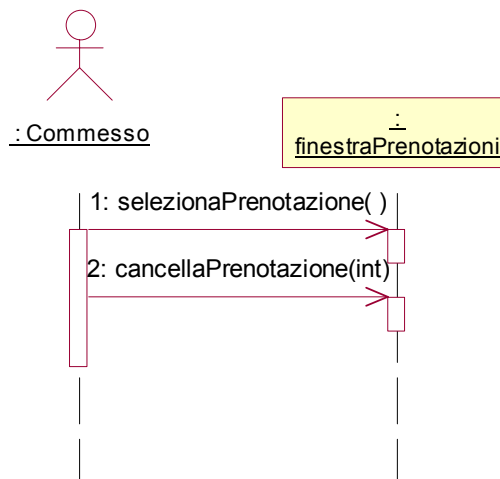 : Commesso
:
finestraPrenotazioni
1: selezionaPrenotazione( )
2: cancellaPrenotazione(int)